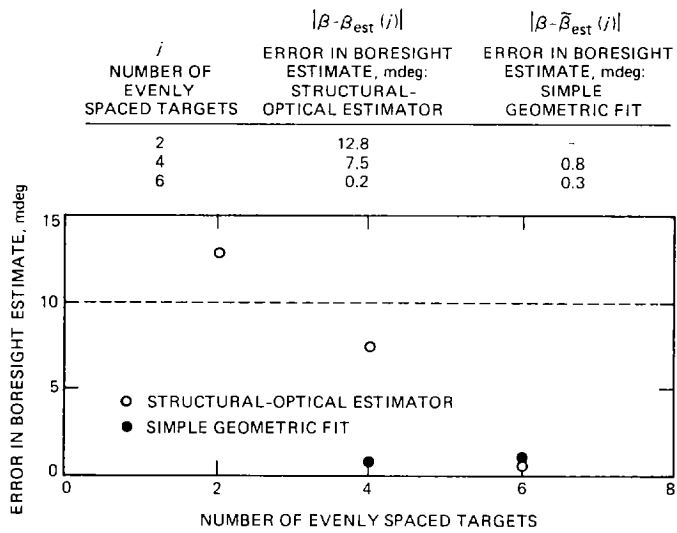 |β-βest (j)| |β-β̃est (j)|
j ERROR IN BORESIGHT ERROR IN BORESIGHT
NUMBER OF ESTIMATE, mdeg: ESTIMATE, mdeg:
EVENLY STRUCTURAL- SIMPLE
SPACED TARGETS OPTICAL ESTIMATOR GEOMETRIC FIT
2 12.8 -
4 7.5 0.8
6 0.2 0.3
ERROR IN BORESIGHT ESTIMATE, mdeg
15
10
5
0
STRUCTURAL-OPTICAL ESTIMATOR
SIMPLE GEOMETRIC FIT
0 2 4 6 8
NUMBER OF EVENLY SPACED TARGETS